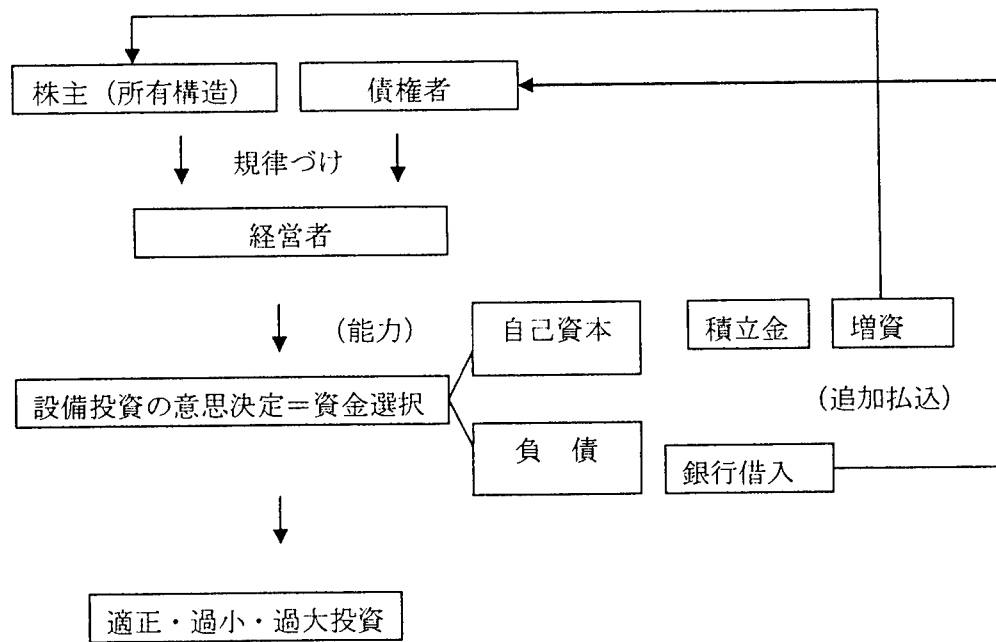 株主（所有構造）
債権者
規律づけ
経営者
（能力）
自己資本
積立金
増資
設備投資の意思決定＝資金選択
（追加払込）
負　債
銀行借入
適正・過小・過大投資